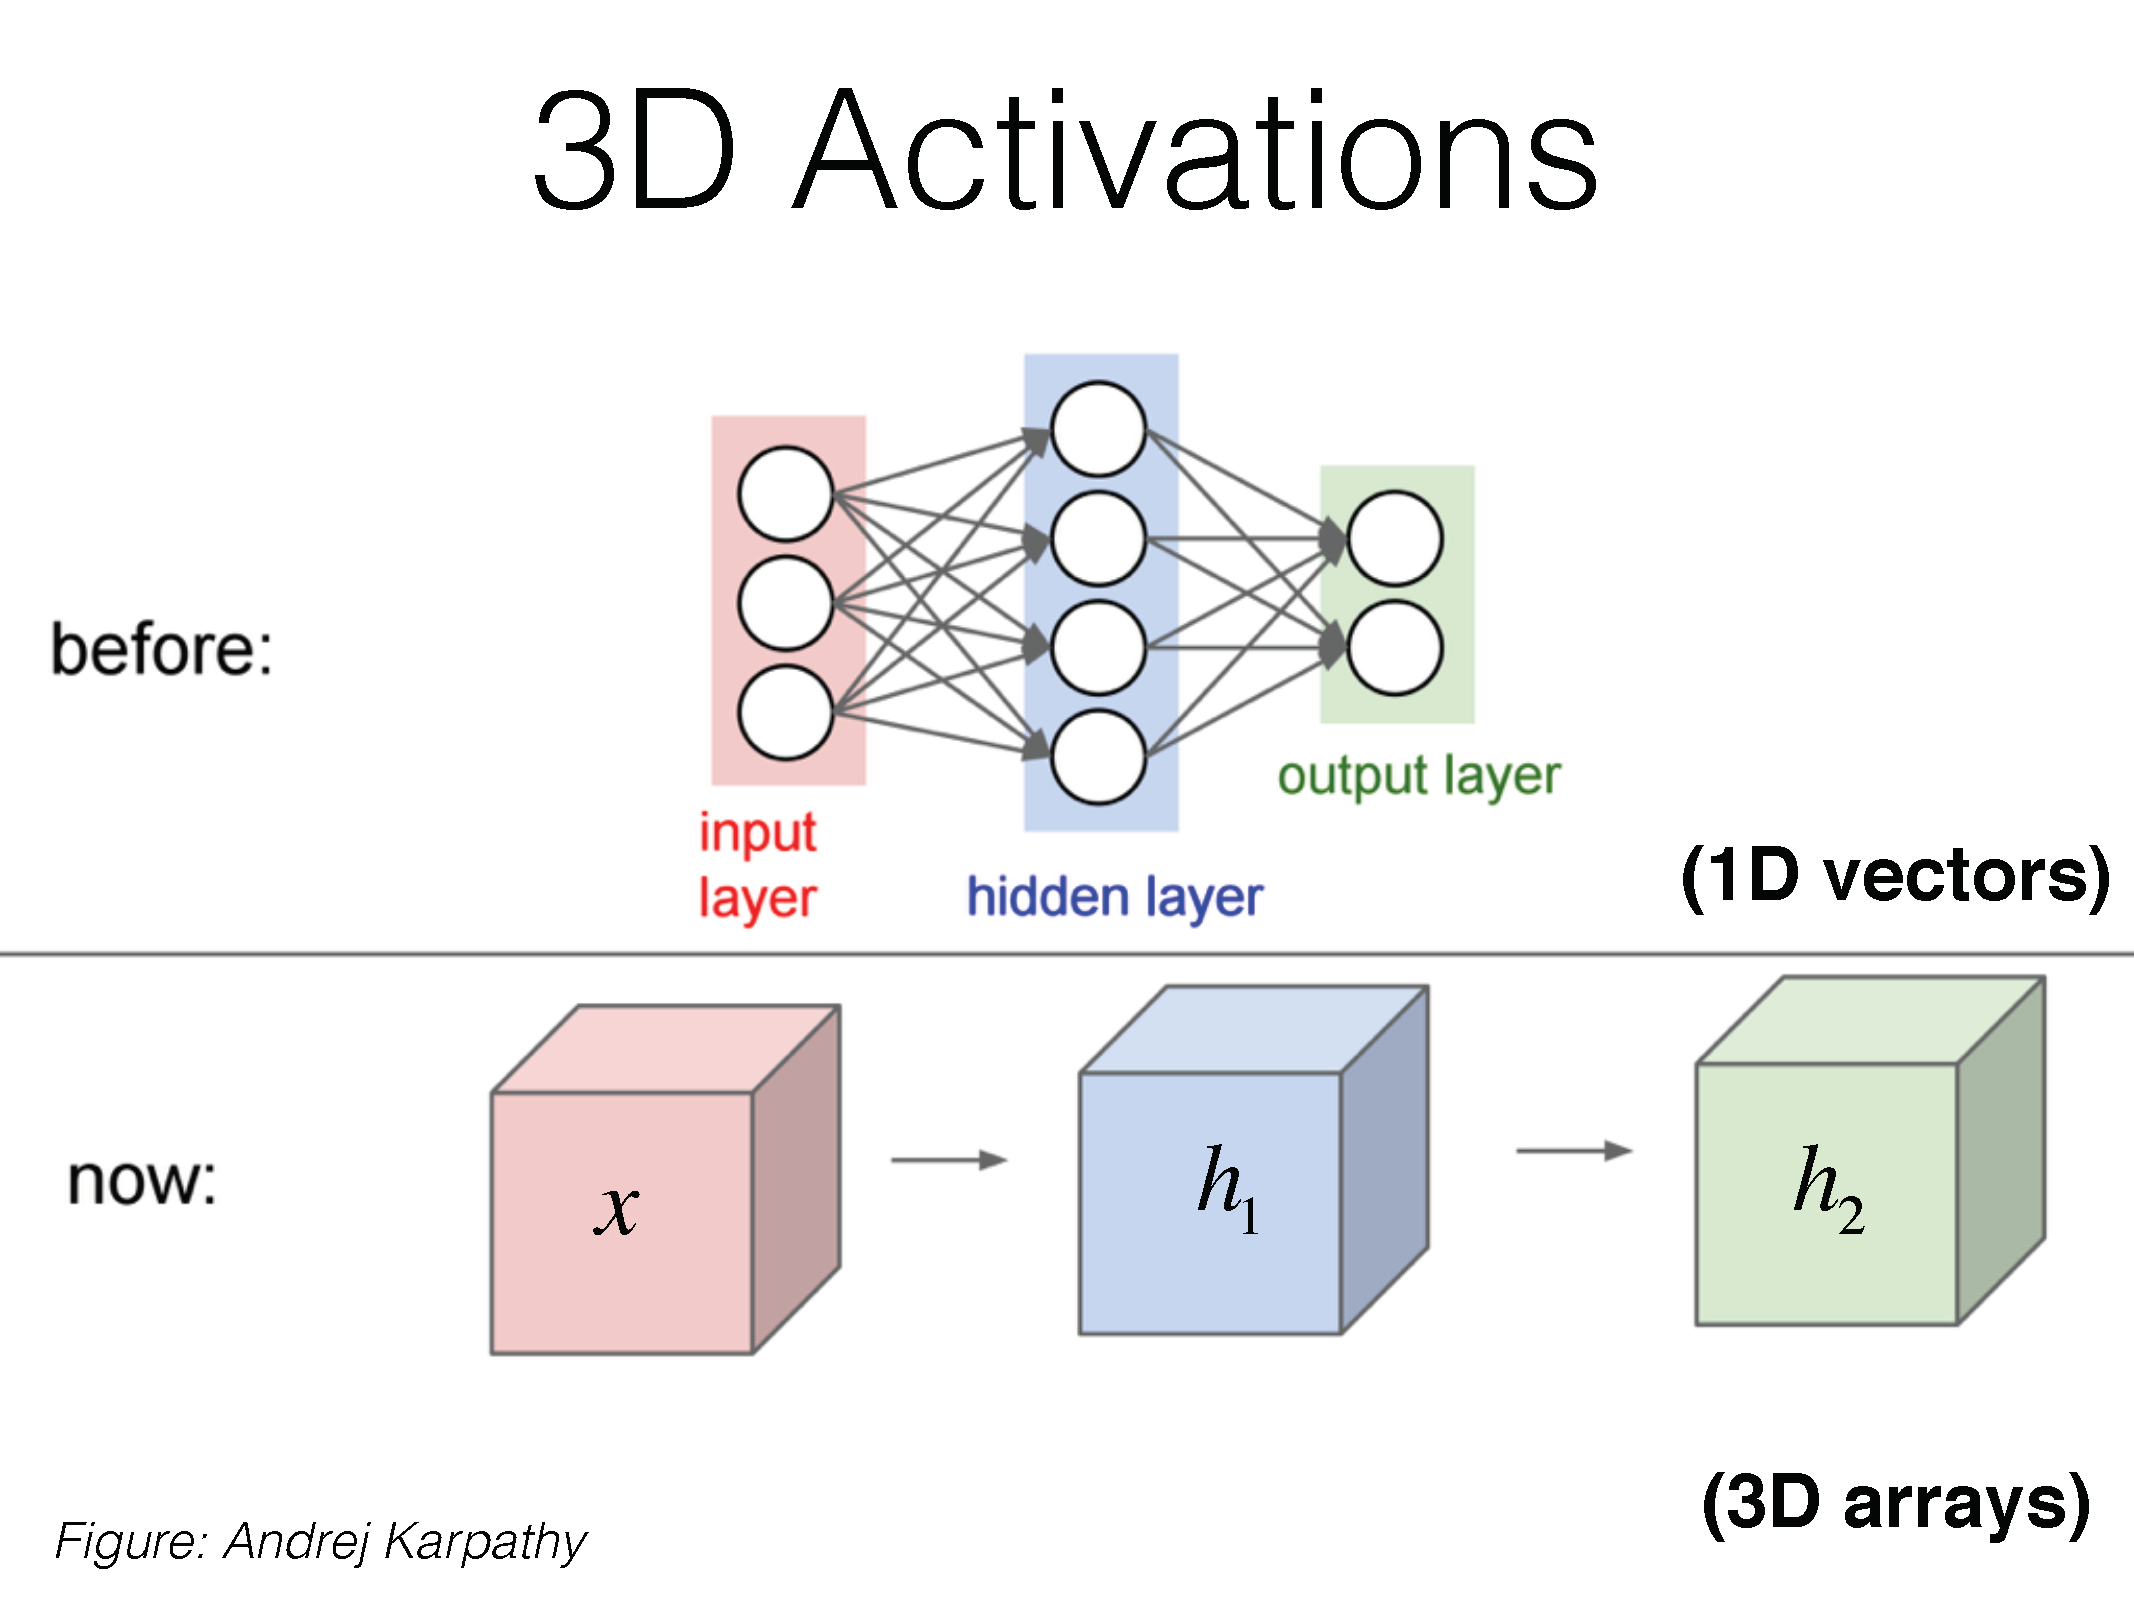 3D Activations
before:
input
layer
hidden layer
output layer
(1D vectors)
now:
x
h₁
h₂
(3D arrays)
Figure: Andrej Karpathy